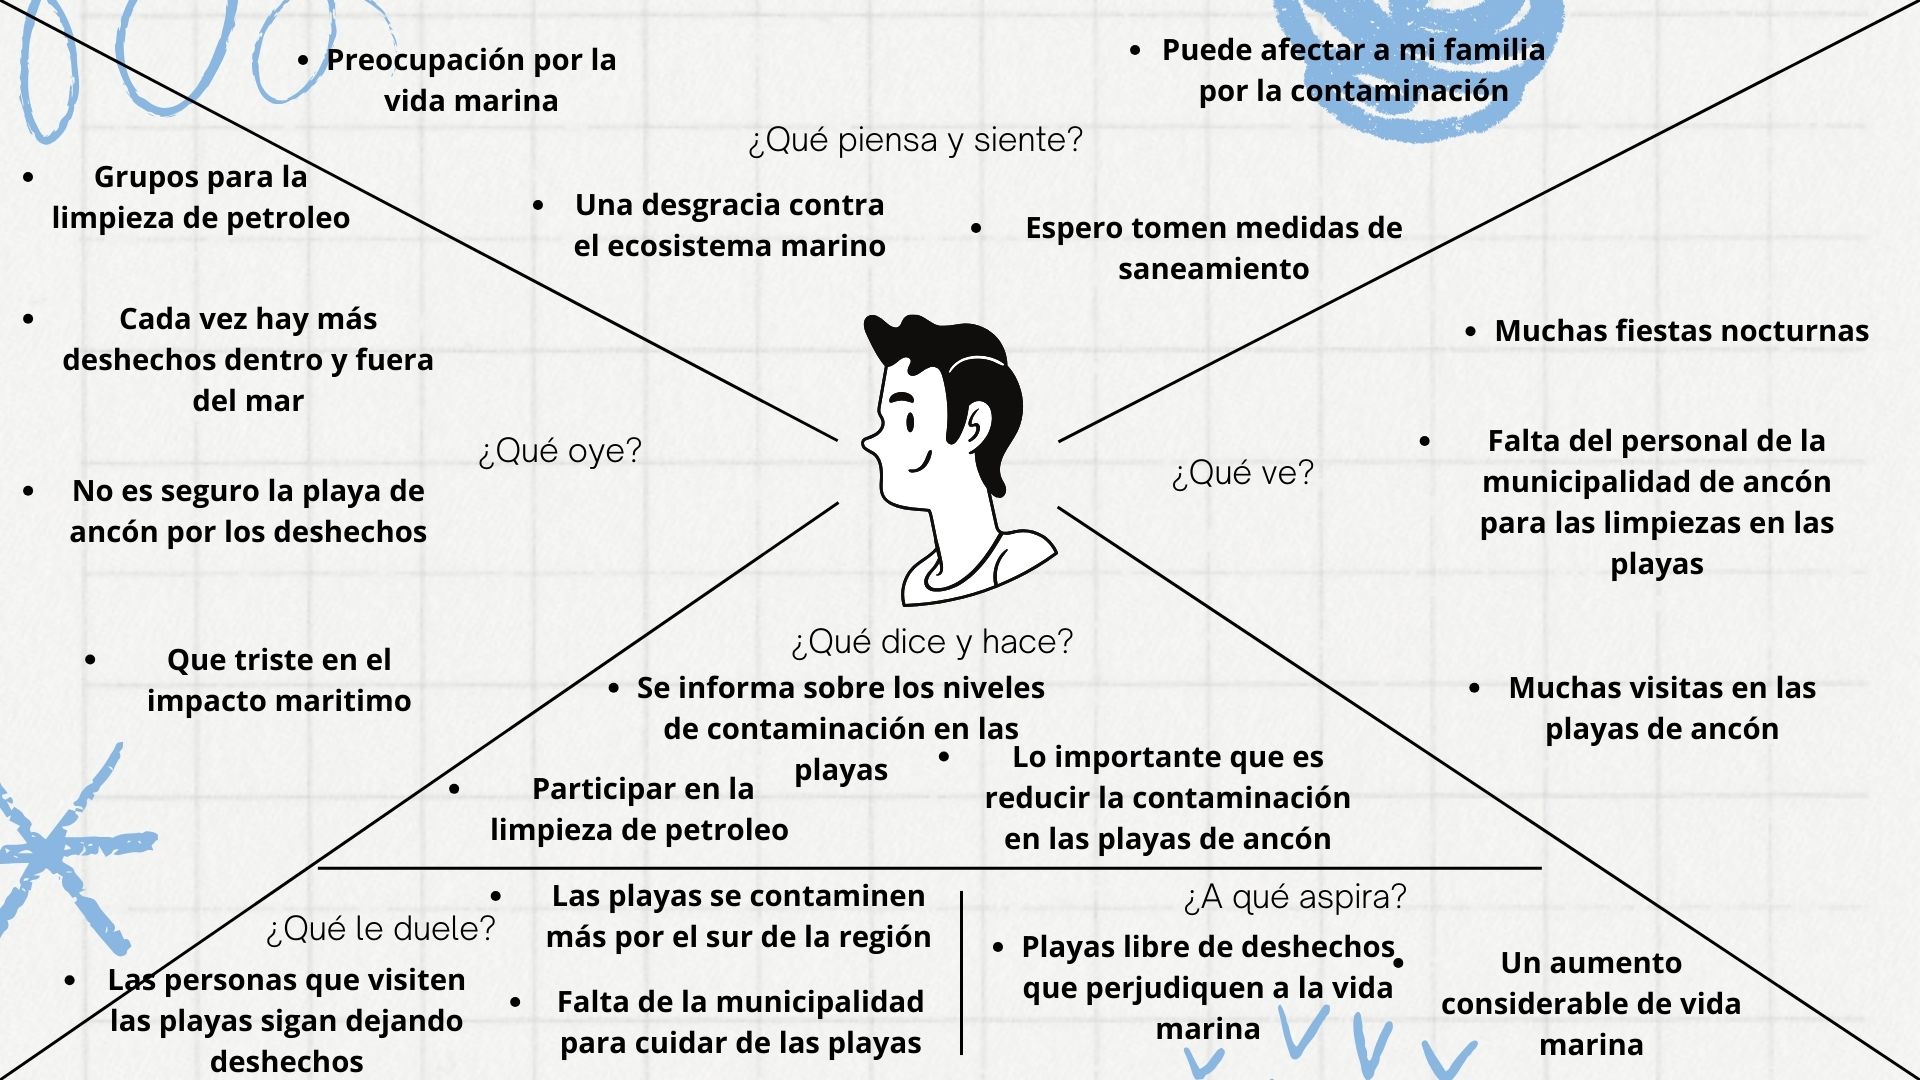 Preocupación por la
vida marina
Puede afectar a mi familia
por la contaminación
¿Qué piensa y siente?
Una desgracia contra
el ecosistema marino
Espero tomen medidas de
saneamiento
Grupos para la
limpieza de petroleo
Cada vez hay más
deshechos dentro y fuera
del mar
¿Qué oye?
No es seguro la playa de
ancón por los deshechos
Que triste en el
impacto maritimo
¿Qué ve?
Muchas fiestas nocturnas
Falta del personal de la
municipalidad de ancón
para las limpiezas en las
playas
Muchas visitas en las
playas de ancón
¿Qué dice y hace?
Se informa sobre los niveles
de contaminación en las
playas
Participar en la
limpieza de petroleo
Lo importante que es
reducir la contaminación
en las playas de ancón
¿Qué le duele?
Las personas que visiten
las playas sigan dejando
deshechos
Las playas se contaminen
más por el sur de la región
Falta de la municipalidad
para cuidar de las playas
¿A qué aspira?
Playas libre de deshechos
que perjudiquen a la vida
marina
Un aumento
considerable de vida
marina